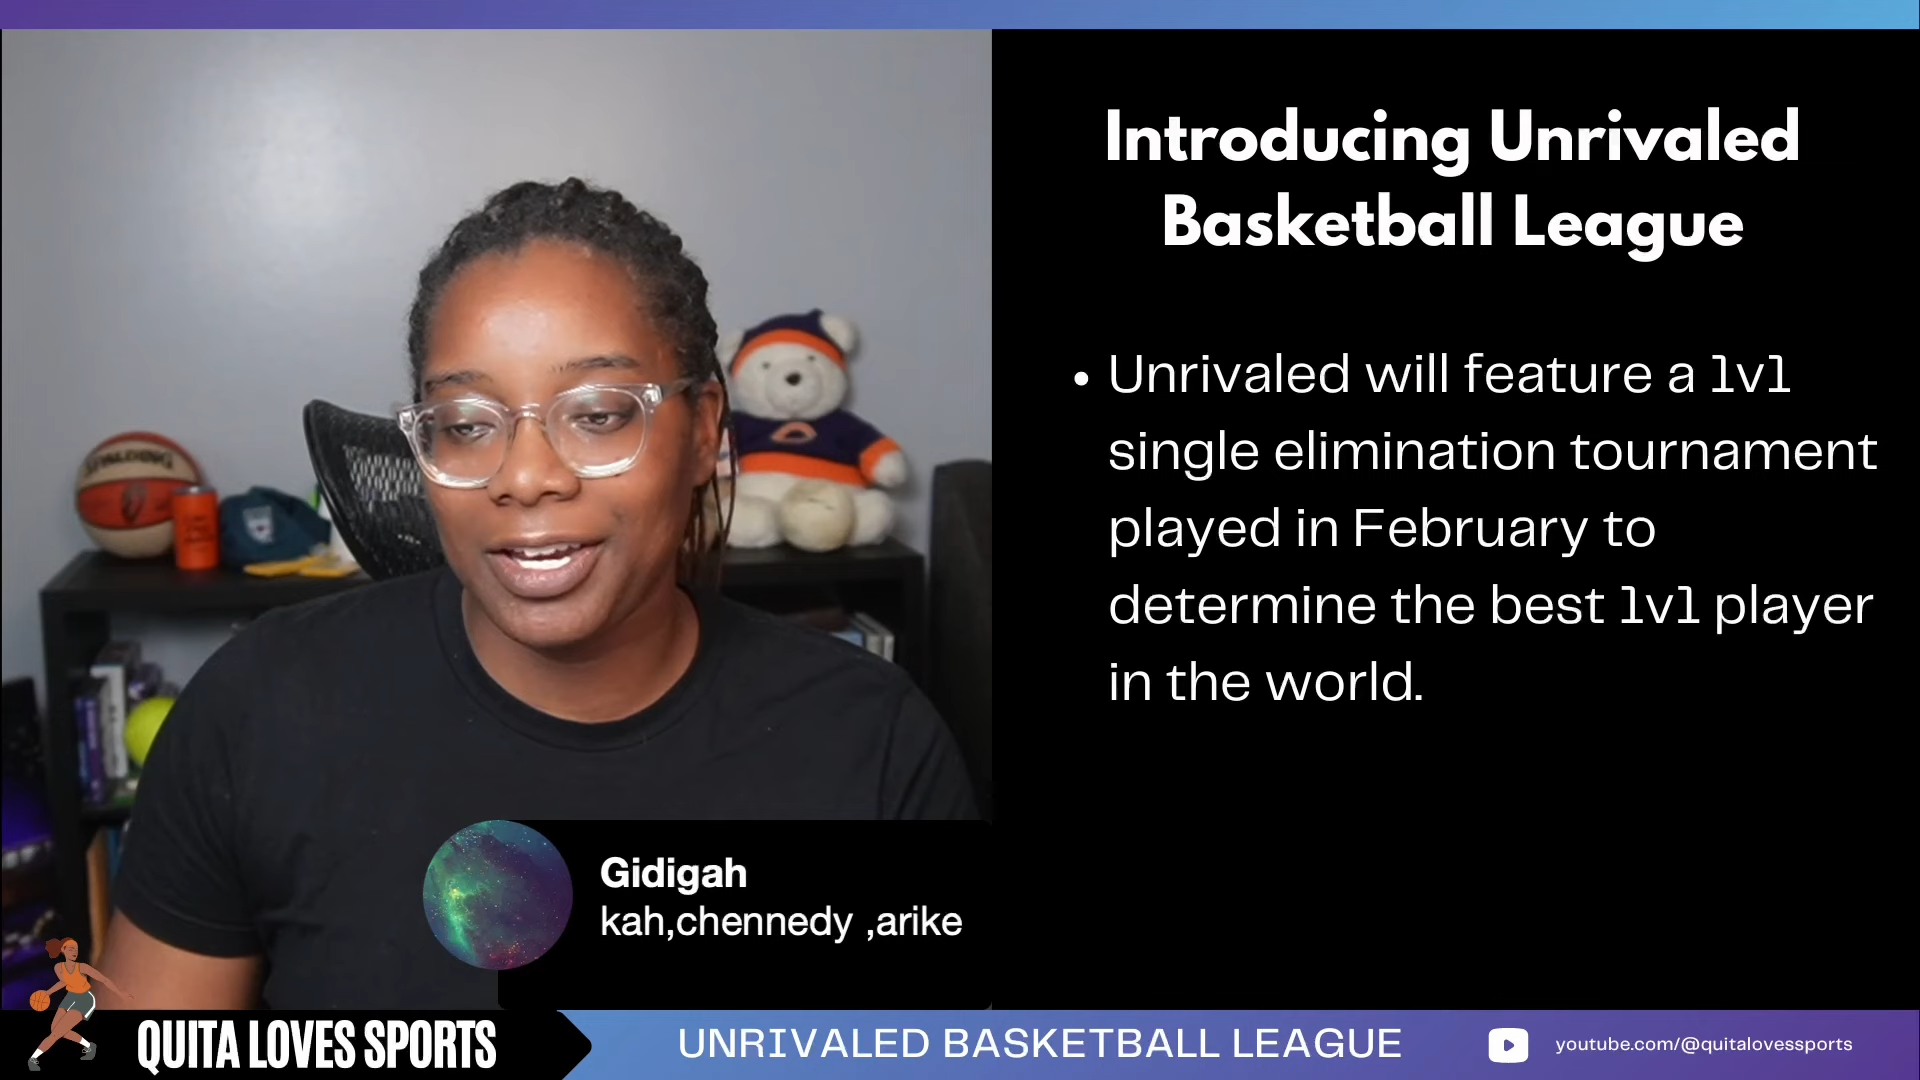 Introducing Unrivaled
Basketball League
• Unrivaled will feature a 1v1
single elimination tournament
played in February to
determine the best 1v1 player
in the world.
SPALDING
Gidigah
kah,chennedy ,arike
QUITA LOVES SPORTS
UNRIVALED BASKETBALL LEAGUE
youtube.com/@quitalovessports